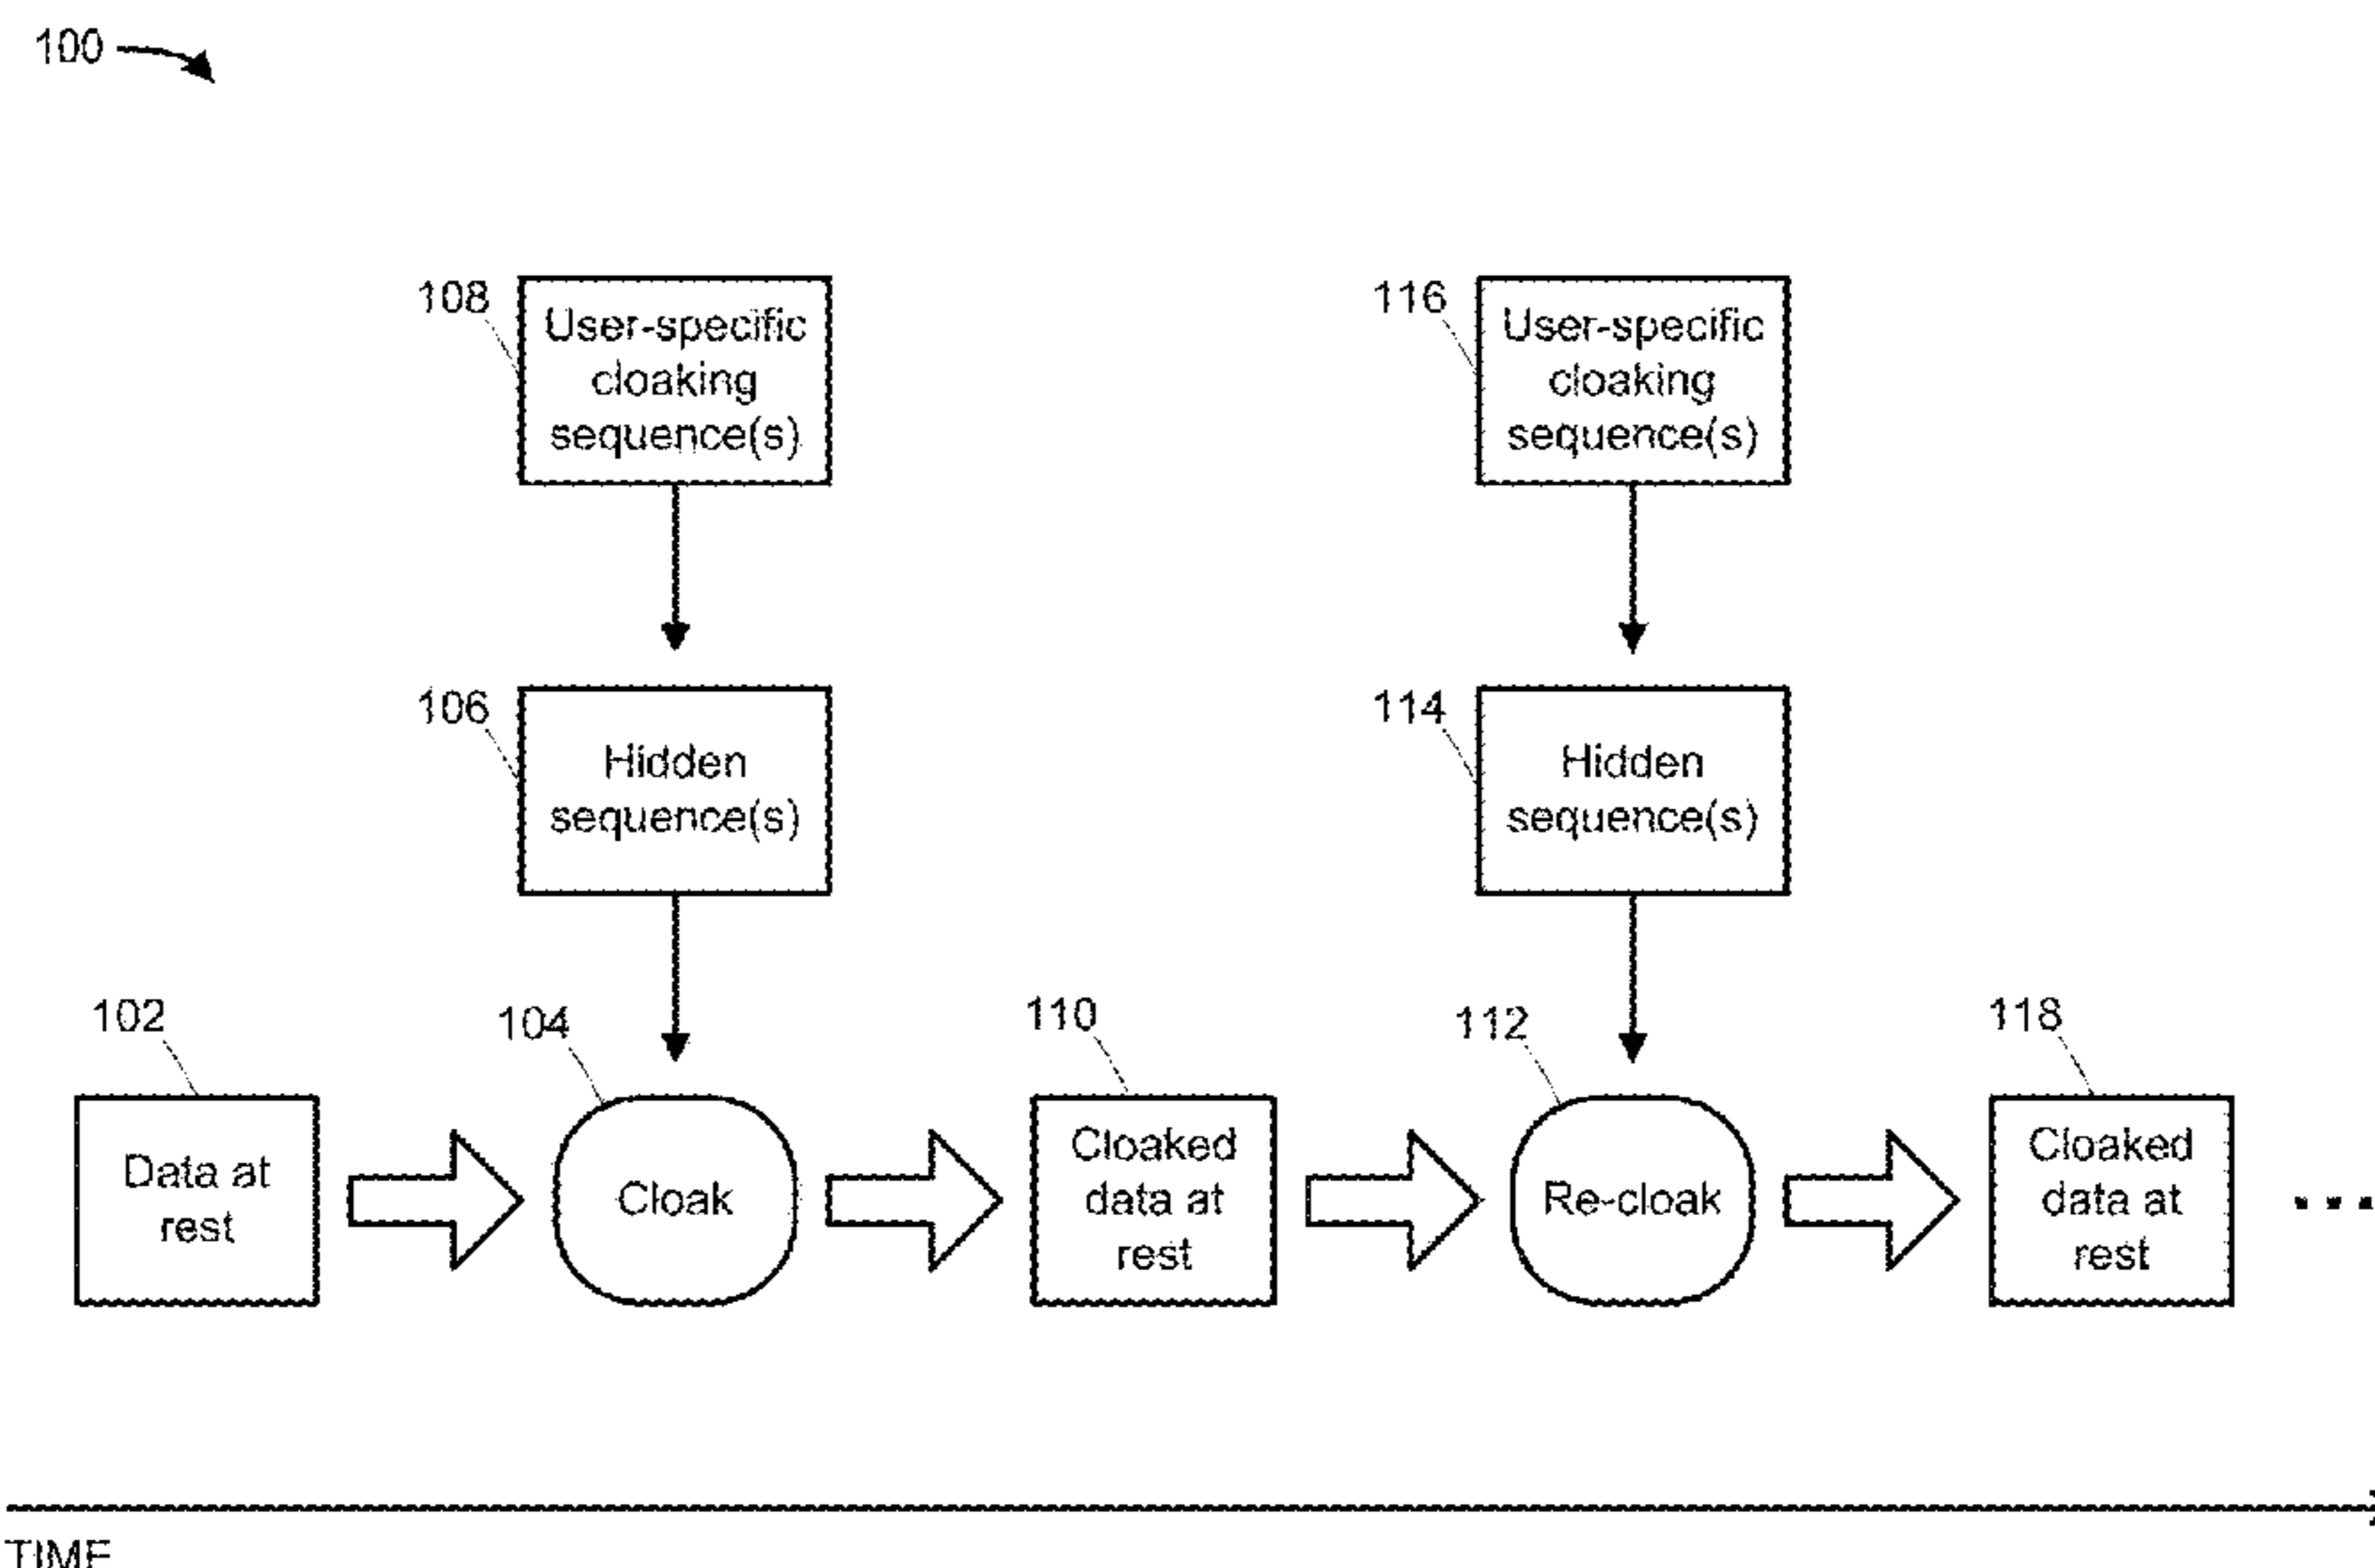 100
108
User-specific
cloaking
sequence(s)
116
User-specific
cloaking
sequence(s)
106
Hidden
sequence(s)
114
Hidden
sequence(s)
102
Data at
rest
104
Cloak
110
Cloaked
data at
rest
112
Re-cloak
118
Cloaked
data at
rest
...
TIME